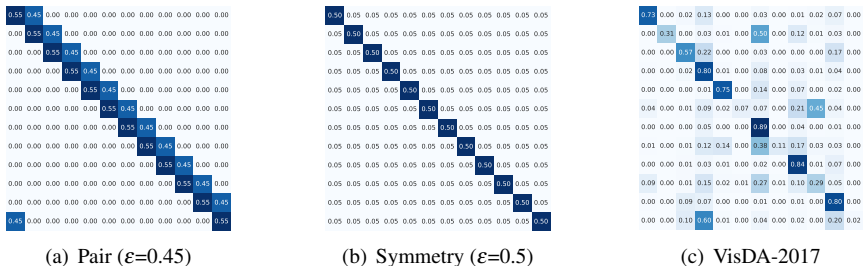 0.55 0.45 0.00 0.00 0.00 0.00 0.00 0.00 0.00 0.00 0.00 0.00
0.00 0.55 0.45 0.00 0.00 0.00 0.00 0.00 0.00 0.00 0.00 0.00
0.00 0.00 0.55 0.45 0.00 0.00 0.00 0.00 0.00 0.00 0.00 0.00
0.00 0.00 0.00 0.55 0.45 0.00 0.00 0.00 0.00 0.00 0.00 0.00
0.00 0.00 0.00 0.00 0.55 0.45 0.00 0.00 0.00 0.00 0.00 0.00
0.00 0.00 0.00 0.00 0.00 0.55 0.45 0.00 0.00 0.00 0.00 0.00
0.00 0.00 0.00 0.00 0.00 0.00 0.55 0.45 0.00 0.00 0.00 0.00
0.00 0.00 0.00 0.00 0.00 0.00 0.00 0.55 0.45 0.00 0.00 0.00
0.00 0.00 0.00 0.00 0.00 0.00 0.00 0.00 0.55 0.45 0.00 0.00
0.00 0.00 0.00 0.00 0.00 0.00 0.00 0.00 0.00 0.55 0.45 0.00
0.00 0.00 0.00 0.00 0.00 0.00 0.00 0.00 0.00 0.00 0.55 0.45
0.45 0.00 0.00 0.00 0.00 0.00 0.00 0.00 0.00 0.00 0.00 0.55
(a) Pair (ε=0.45)
0.50 0.05 0.05 0.05 0.05 0.05 0.05 0.05 0.05 0.05 0.05 0.05
0.05 0.50 0.05 0.05 0.05 0.05 0.05 0.05 0.05 0.05 0.05 0.05
0.05 0.05 0.50 0.05 0.05 0.05 0.05 0.05 0.05 0.05 0.05 0.05
0.05 0.05 0.05 0.50 0.05 0.05 0.05 0.05 0.05 0.05 0.05 0.05
0.05 0.05 0.05 0.05 0.50 0.05 0.05 0.05 0.05 0.05 0.05 0.05
0.05 0.05 0.05 0.05 0.05 0.50 0.05 0.05 0.05 0.05 0.05 0.05
0.05 0.05 0.05 0.05 0.05 0.05 0.50 0.05 0.05 0.05 0.05 0.05
0.05 0.05 0.05 0.05 0.05 0.05 0.05 0.50 0.05 0.05 0.05 0.05
0.05 0.05 0.05 0.05 0.05 0.05 0.05 0.05 0.50 0.05 0.05 0.05
0.05 0.05 0.05 0.05 0.05 0.05 0.05 0.05 0.05 0.50 0.05 0.05
0.05 0.05 0.05 0.05 0.05 0.05 0.05 0.05 0.05 0.05 0.50 0.05
0.05 0.05 0.05 0.05 0.05 0.05 0.05 0.05 0.05 0.05 0.05 0.50
(b) Symmetry (ε=0.5)
0.73 0.00 0.02 0.13 0.00 0.00 0.03 0.00 0.01 0.02 0.07 0.00
0.00 0.31 0.00 0.03 0.00 0.00 0.50 0.00 0.12 0.01 0.03 0.00
0.00 0.00 0.57 0.22 0.00 0.00 0.03 0.00 0.01 0.00 0.17 0.00
0.00 0.00 0.02 0.80 0.01 0.00 0.08 0.00 0.03 0.01 0.04 0.00
0.00 0.00 0.00 0.01 0.75 0.00 0.14 0.00 0.07 0.00 0.01 0.00
0.04 0.00 0.01 0.09 0.02 0.07 0.07 0.00 0.21 0.45 0.04 0.00
0.00 0.00 0.00 0.05 0.00 0.00 0.89 0.00 0.04 0.00 0.01 0.00
0.00 0.00 0.01 0.12 0.14 0.00 0.38 0.11 0.17 0.03 0.03 0.00
0.00 0.00 0.01 0.03 0.01 0.00 0.02 0.00 0.84 0.01 0.07 0.00
0.09 0.00 0.01 0.15 0.02 0.01 0.27 0.01 0.10 0.29 0.05 0.00
0.00 0.00 0.09 0.07 0.00 0.00 0.01 0.00 0.02 0.00 0.80 0.00
0.00 0.00 0.10 0.60 0.01 0.00 0.04 0.00 0.02 0.02 0.20 0.02
(c) VisDA-2017